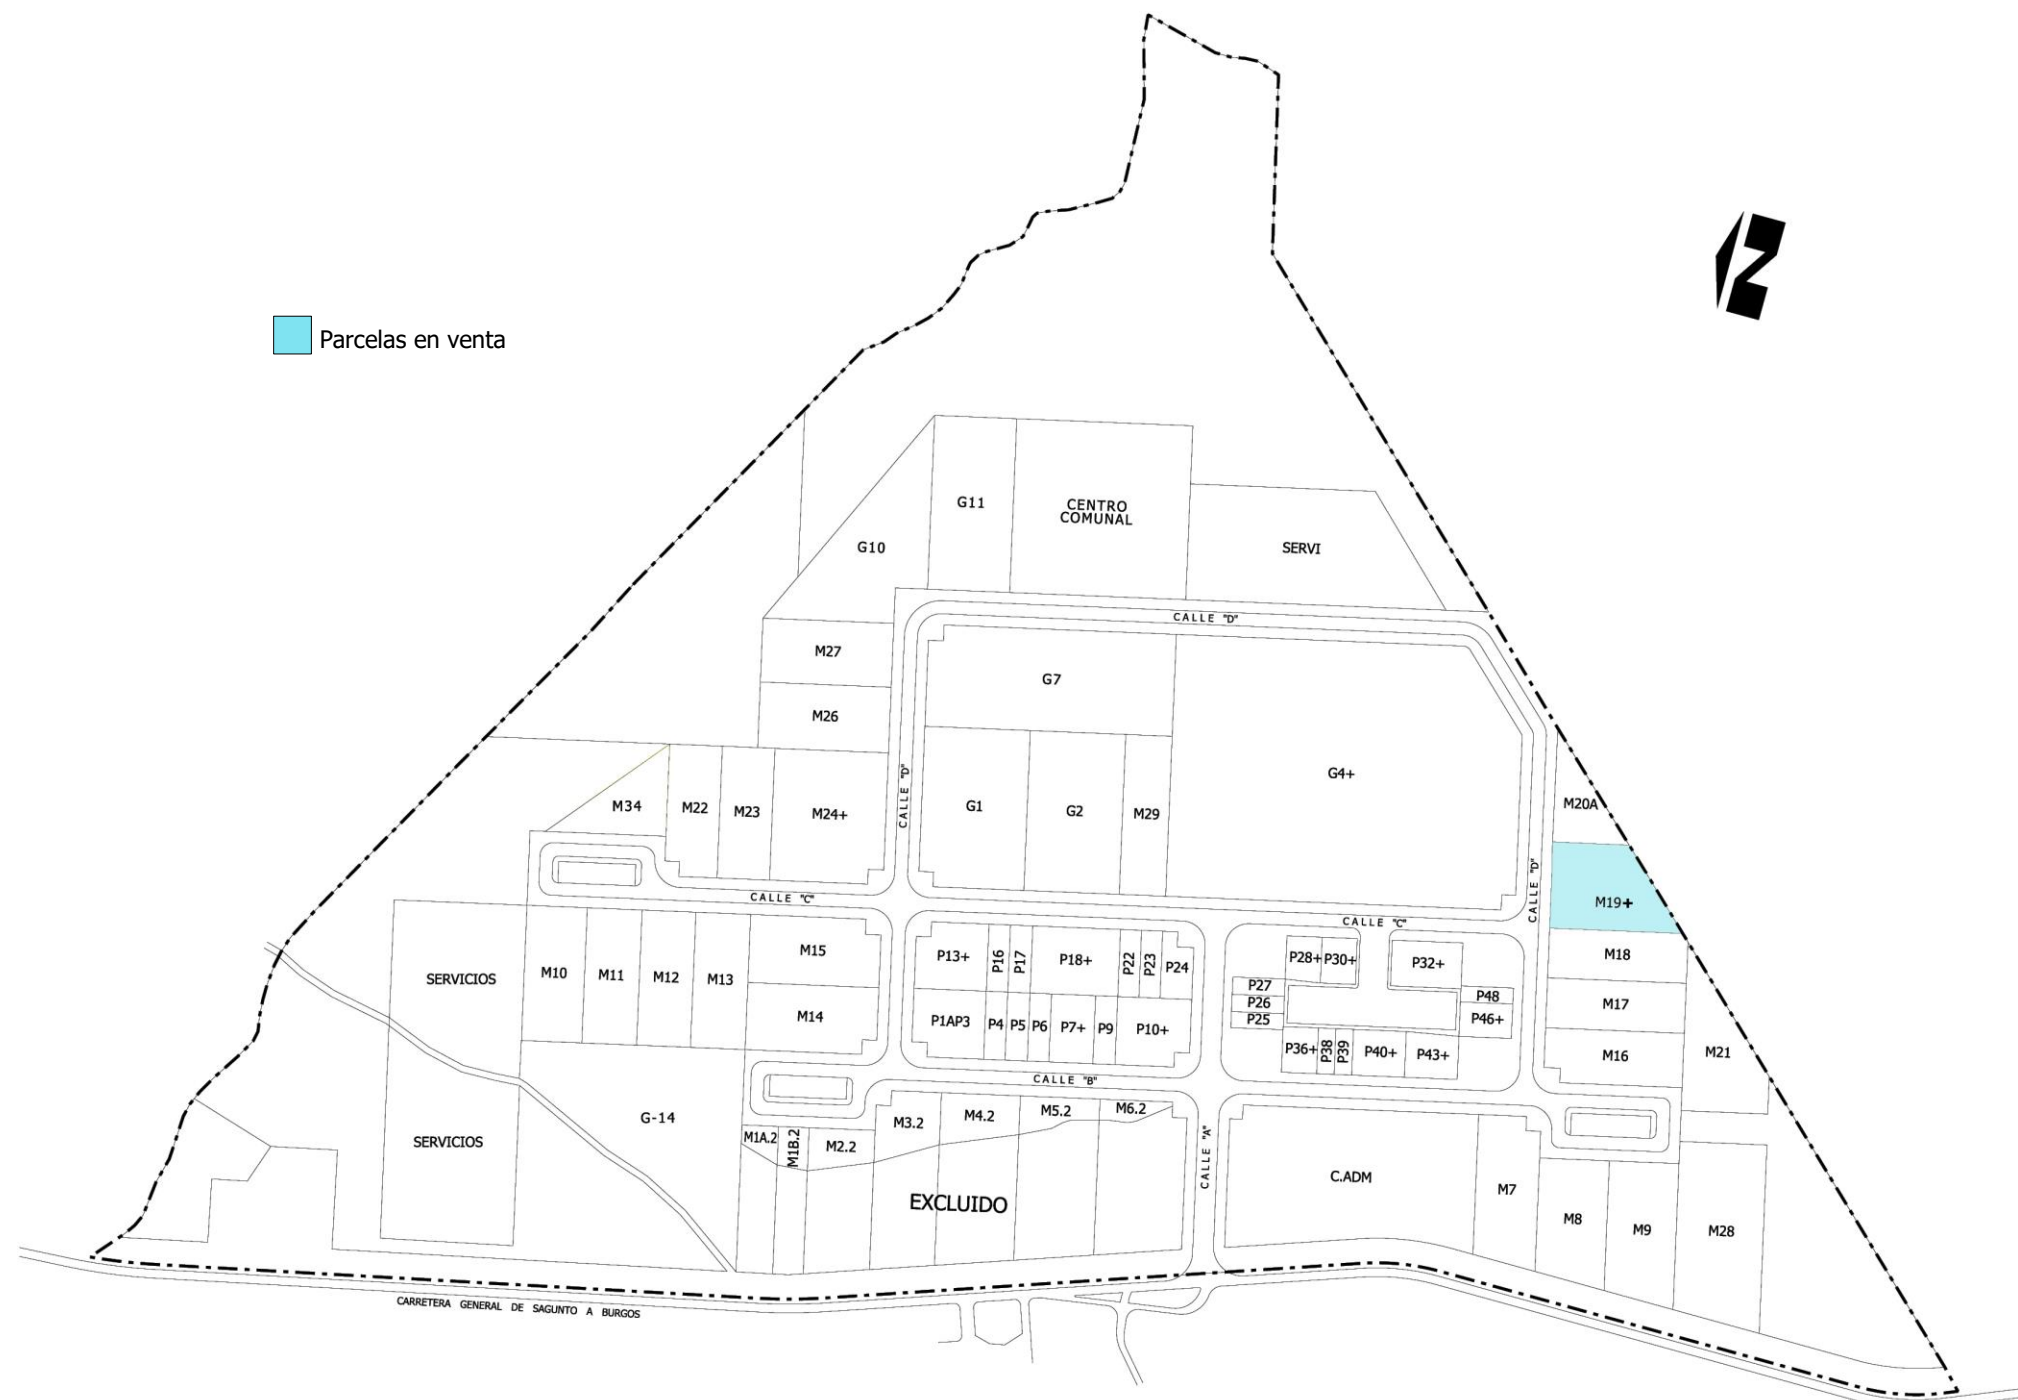 N
Parcelas en venta
G11
CENTRO
COMUNAL
G10
SERVI
CALLE "D"
M27
G7
M26
G4+
CALLE "D"
M34
M22
M23
M24+
G1
G2
M29
M20A
CALLE "D"
M19+
CALLE "C"
CALLE "C"
M15
P13+
P16
P17
P18+
P22
P23
P24
P28+
P30+
P32+
M18
SERVICIOS
M10
M11
M12
M13
P27
P26
P25
P48
P46+
M17
M14
P1AP3
P4
P5
P6
P7+
P9
P10+
P36+
P38
P39
P40+
P43+
M16
M21
CALLE "B"
G-14
M1A.2
M1B.2
M2.2
M3.2
M4.2
M5.2
M6.2
SERVICIOS
CALLE "A"
C.ADM
M7
M8
M9
M28
EXCLUIDO
CARRETERA GENERAL DE SAGUNTO A BURGOS